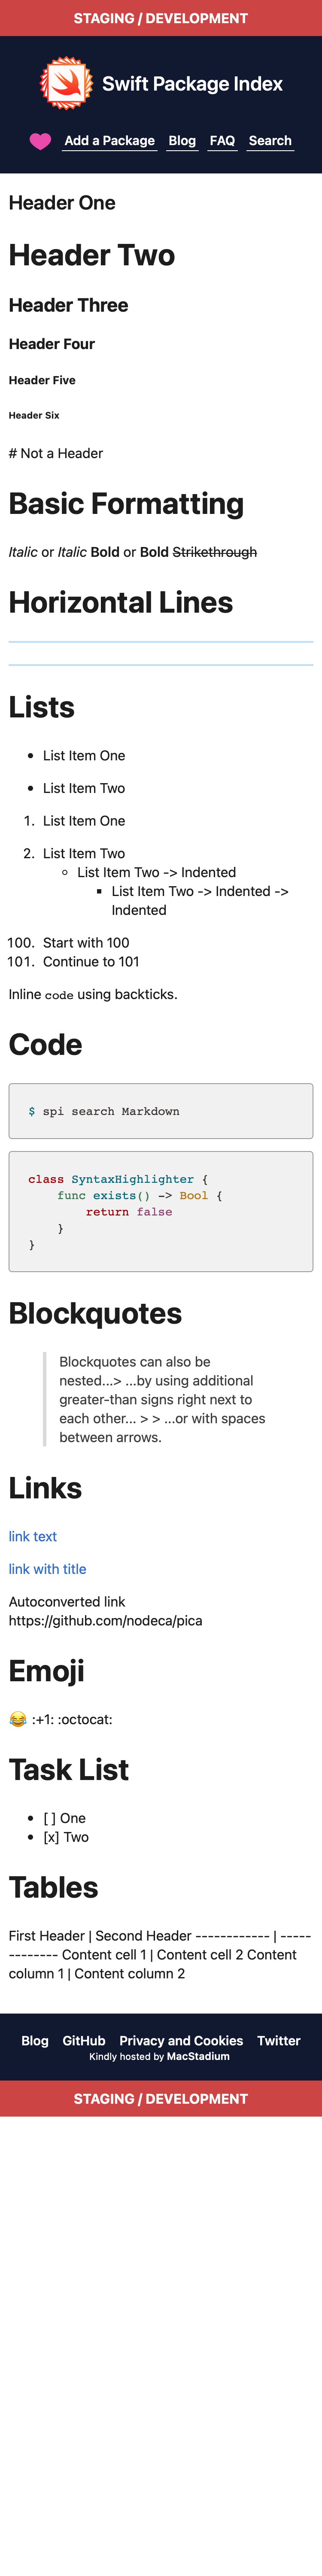 STAGING / DEVELOPMENT
Swift Package Index
Add a Package Blog FAQ Search
Header One
Header Two
Header Three
Header Four
Header Five
Header Six
# Not a Header
Basic Formatting
Italic or Italic Bold or Bold Strikethrough
Horizontal Lines
Lists
• List Item One
• List Item Two
1. List Item One
2. List Item Two
◦ List Item Two -> Indented
▪ List Item Two -> Indented ->
Indented
100. Start with 100
101. Continue to 101
Inline code using backticks.
Code
$ spi search Markdown
class SyntaxHighlighter {
    func exists() -> Bool {
        return false
    }
}
Blockquotes
Blockquotes can also be
nested...> ...by using additional
greater-than signs right next to
each other... > > ...or with spaces
between arrows.
Links
link text
link with title
Autoconverted link
https://github.com/nodeca/pica
Emoji
😂 :+1: :octocat:
Task List
• [ ] One
• [x] Two
Tables
First Header | Second Header ------------ | -----
-------- Content cell 1 | Content cell 2 Content
column 1 | Content column 2
Blog GitHub Privacy and Cookies Twitter
Kindly hosted by MacStadium
STAGING / DEVELOPMENT